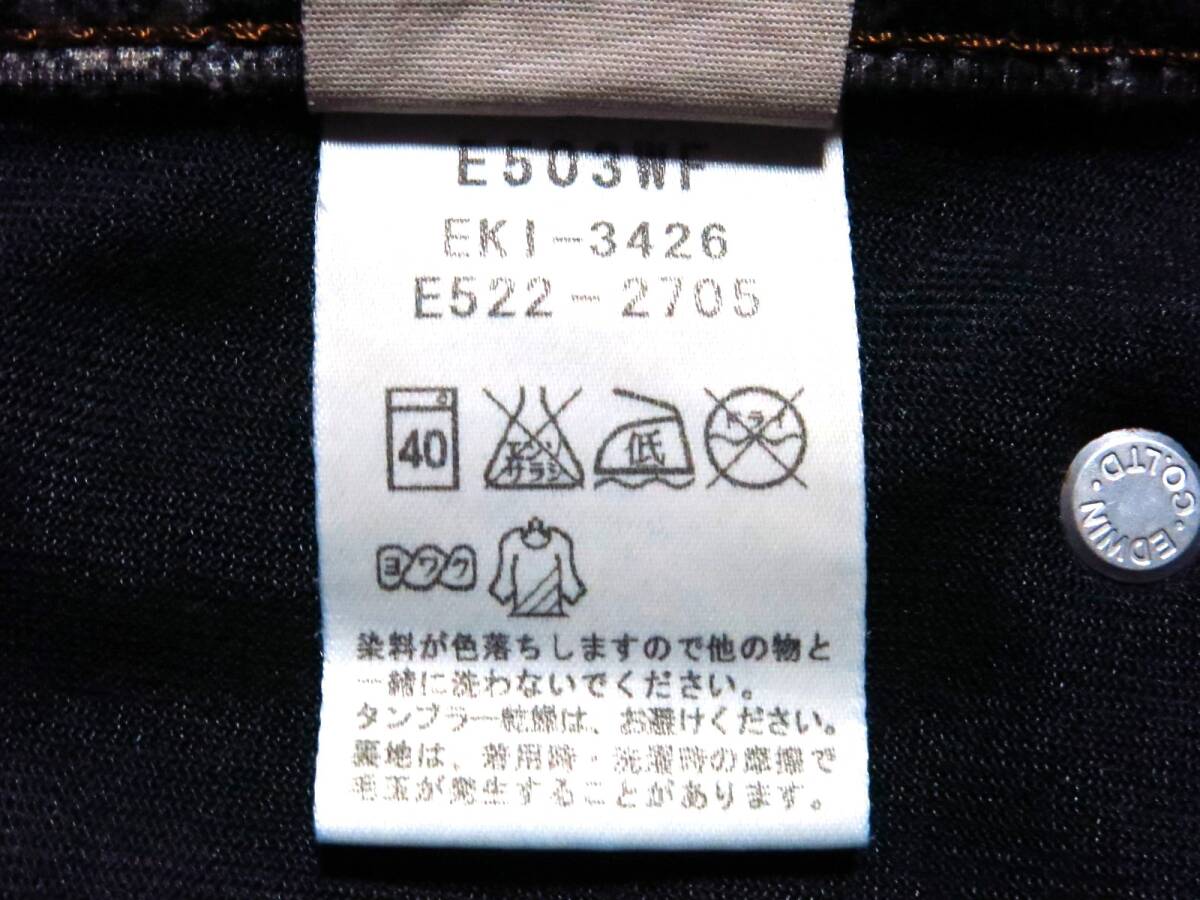 E503WF
EKI-3426
E522-2705
40
エンソ
サラシ
低
ドライ
ヨワク
染料が色落ちしますので他の物と
一緒に洗わないでください。
タンブラー乾燥は、お避けください。
裏地は、着用時・洗濯時の摩擦で
毛玉が発生することがあります。
EDWIN CO.LTD.